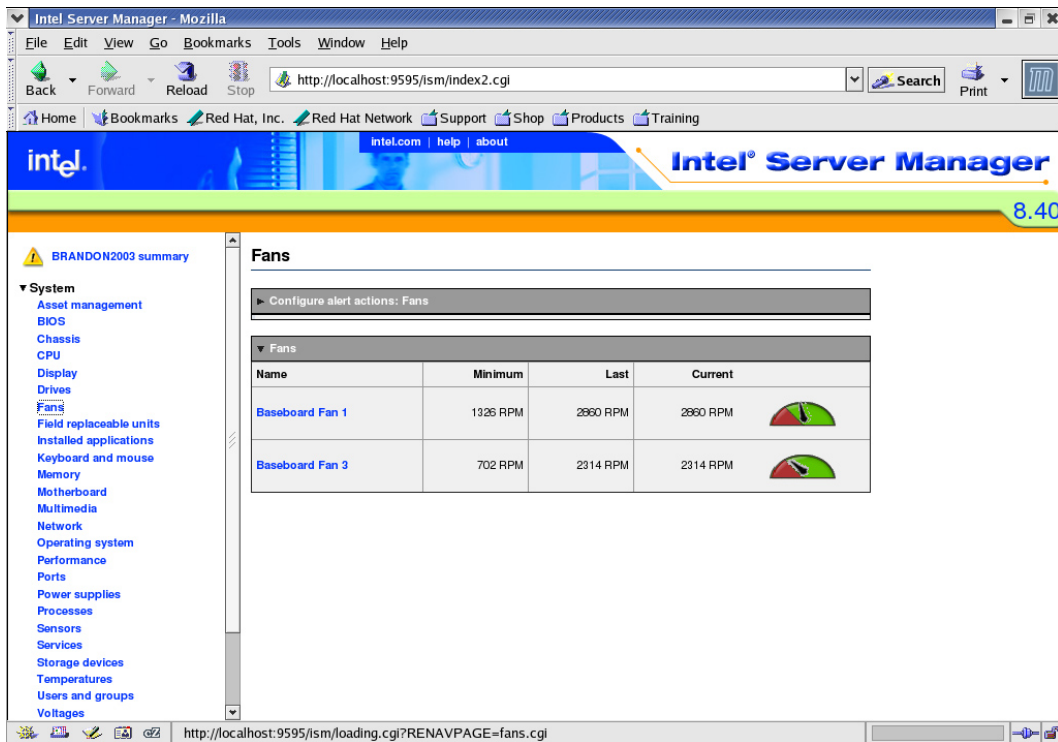 Intel Server Manager - Mozilla
File Edit View Go Bookmarks Tools Window Help
Back Forward Reload Stop http://localhost:9595/ism/index2.cgi Search Print
Home Bookmarks Red Hat, Inc. Red Hat Network Support Shop Products Training
intel.com | help | about
intel. Intel® Server Manager
8.40
BRANDON2003 summary
System
Asset management
BIOS
Chassis
CPU
Display
Drives
Fans
Field replaceable units
Installed applications
Keyboard and mouse
Memory
Motherboard
Multimedia
Network
Operating system
Performance
Ports
Power supplies
Processes
Sensors
Services
Storage devices
Temperatures
Users and groups
Voltages
Fans
Configure alert actions: Fans
Fans
Name Minimum Last Current
Baseboard Fan 1 1326 RPM 2860 RPM 2860 RPM
Baseboard Fan 3 702 RPM 2314 RPM 2314 RPM
http://localhost:9595/ism/loading.cgi?RENAVPAGE=fans.cgi